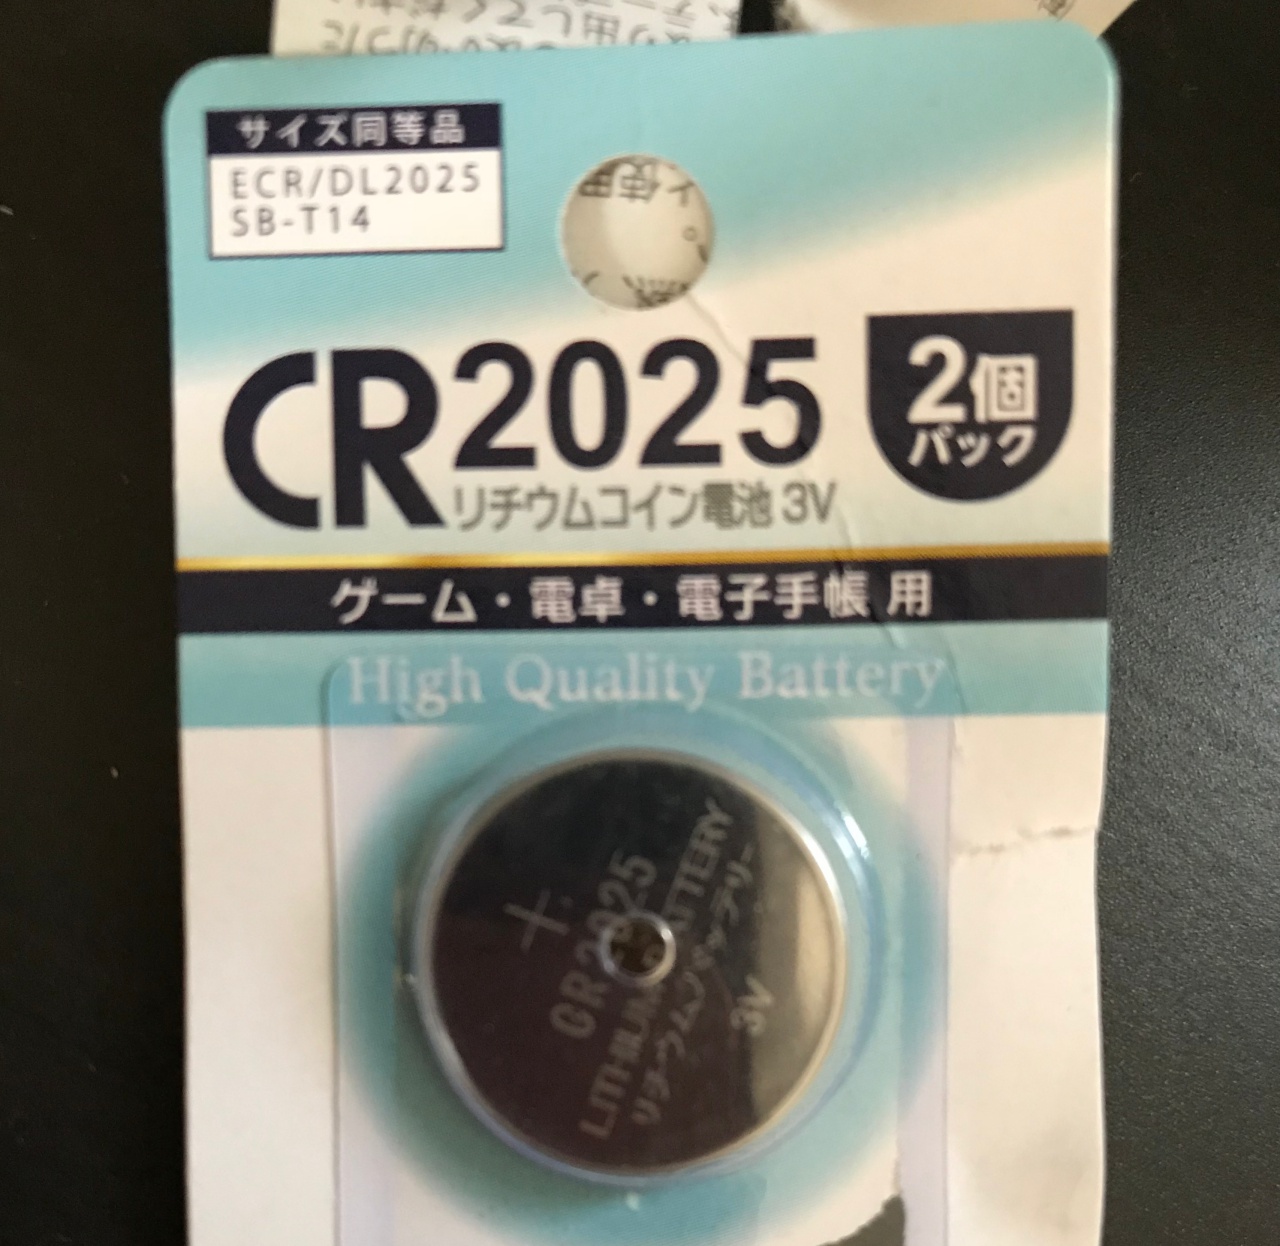 サイズ同等品
ECR/DL2025
SB-T14
CR2025
リチウムコイン電池 3V
2個
パック
ゲーム・電卓・電子手帳 用
High Quality Battery
+
CR2025
LITHIUM BATTERY
リチウムバッテリー
3V